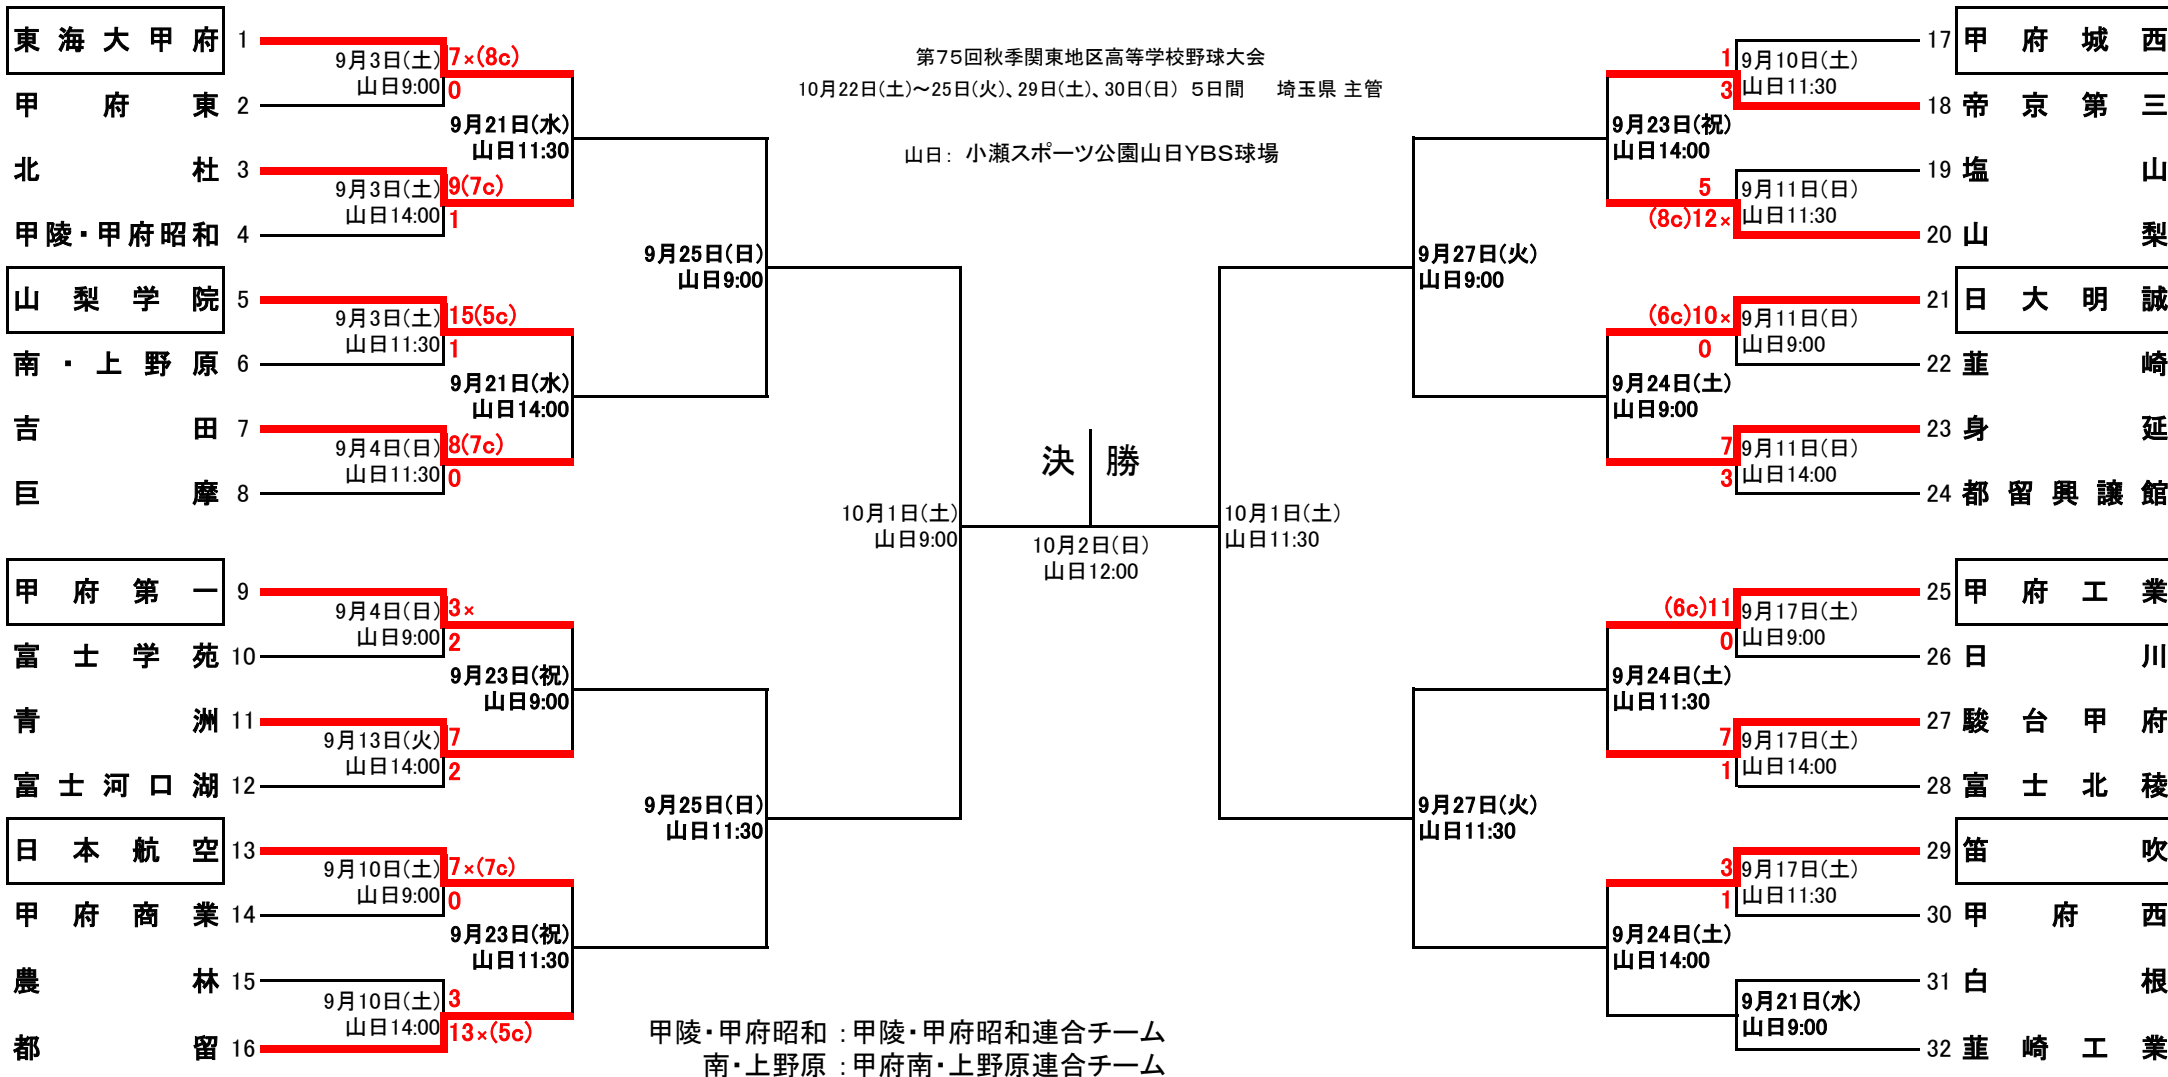 第75回秋季関東地区高等学校野球大会
10月22日(土)～25日(火)、29日(土)、30日(日) 5日間 埼玉県 主管
山日: 小瀬スポーツ公園山日YBS球場
東海大甲府 1
9月3日(土) 7×(8c)
山日9:00 0
甲府東 2
9月21日(水)
山日11:30
北杜 3
9月3日(土) 9(7c)
山日14:00 1
甲陵・甲府昭和 4
9月25日(日)
山日9:00
山梨学院 5
9月3日(土) 15(5c)
山日11:30 1
南・上野原 6
9月21日(水)
山日14:00
吉田 7
9月4日(日) 8(7c)
山日11:30 0
巨摩 8
10月1日(土)
山日9:00
甲府第一 9
9月4日(日) 3×
山日9:00 2
富士学苑 10
9月23日(祝)
山日9:00
青洲 11
9月13日(火) 7
山日14:00 2
富士河口湖 12
9月25日(日)
山日11:30
日本航空 13
9月10日(土) 7×(7c)
山日9:00 0
甲府商業 14
9月23日(祝)
山日11:30
農林 15
9月10日(土) 3
山日14:00 13×(5c)
都留 16
決勝
10月2日(日)
山日12:00
17 甲府城西
1 9月10日(土)
3 山日11:30
18 帝京第三
9月23日(祝)
山日14:00
19 塩山
5 9月11日(日)
(8c)12× 山日11:30
20 山梨
9月27日(火)
山日9:00
21 日大明誠
(6c)10× 9月11日(日)
0 山日9:00
22 韮崎
9月24日(土)
山日9:00
23 身延
7 9月11日(日)
3 山日14:00
24 都留興譲館
10月1日(土)
山日11:30
25 甲府工業
(6c)11 9月17日(土)
0 山日9:00
26 日川
9月24日(土)
山日11:30
27 駿台甲府
7 9月17日(土)
1 山日14:00
28 富士北稜
9月27日(火)
山日11:30
29 笛吹
3 9月17日(土)
1 山日11:30
30 甲府西
9月24日(土)
山日14:00
31 白根
9月21日(水)
山日9:00
32 韮崎工業
甲陵・甲府昭和 : 甲陵・甲府昭和連合チーム
南・上野原 : 甲府南・上野原連合チーム